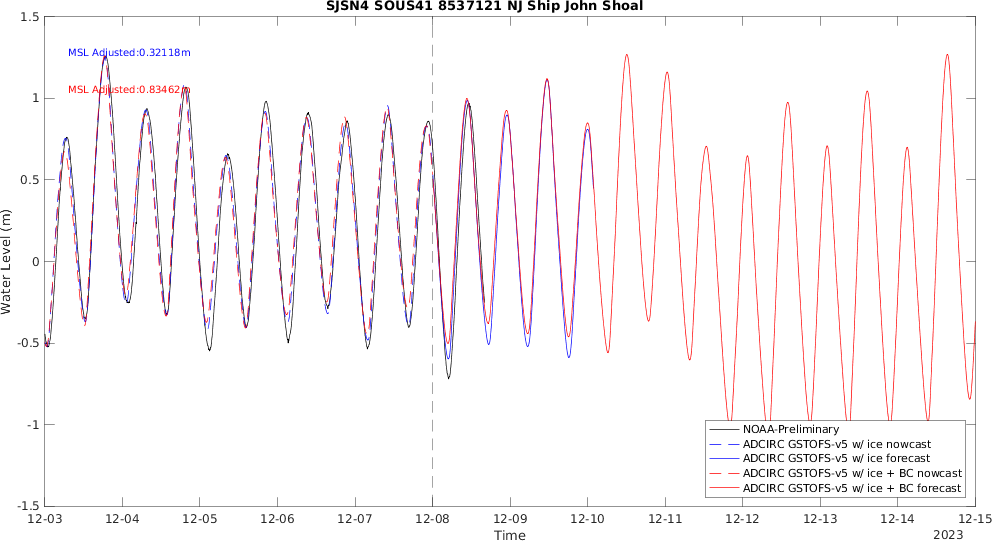 SJSN4 SOUS41 8537121 NJ Ship John Shoal
1.5
MSL Adjusted:0.32118m
MSL Adjusted:0.83462m
1
0.5
0
-0.5
-1
-1.5
Water Level (m)
NOAA-Preliminary
ADCIRC GSTOFS-v5 w/ ice nowcast
ADCIRC GSTOFS-v5 w/ ice forecast
ADCIRC GSTOFS-v5 w/ ice + BC nowcast
ADCIRC GSTOFS-v5 w/ ice + BC forecast
12-03 12-04 12-05 12-06 12-07 12-08 12-09 12-10 12-11 12-12 12-13 12-14 12-15
Time
2023